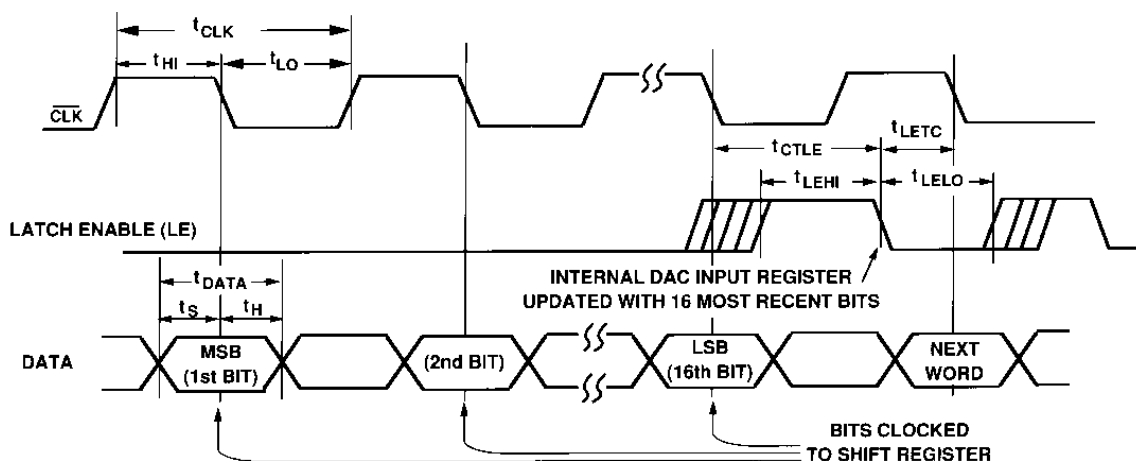 tCLK
tHI
tLO
CLK
tCTLE
tLETC
tLEHI
tLELO
LATCH ENABLE (LE)
tDATA
INTERNAL DAC INPUT REGISTER
UPDATED WITH 16 MOST RECENT BITS
tS
tH
DATA
MSB
(1st BIT)
(2nd BIT)
LSB
(16th BIT)
NEXT
WORD
BITS CLOCKED
TO SHIFT REGISTER